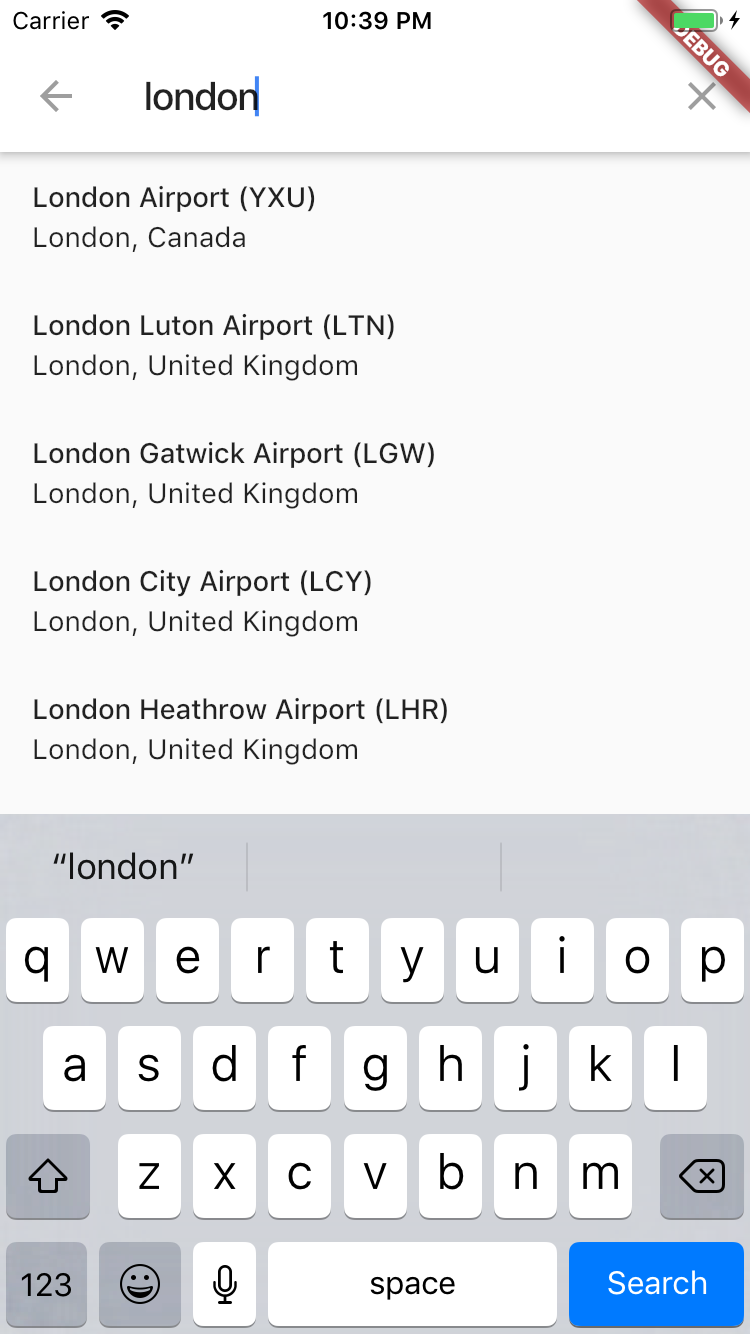 Carrier 10:39 PM
DEBUG
london
London Airport (YXU)
London, Canada
London Luton Airport (LTN)
London, United Kingdom
London Gatwick Airport (LGW)
London, United Kingdom
London City Airport (LCY)
London, United Kingdom
London Heathrow Airport (LHR)
London, United Kingdom
“london”
q w e r t y u i o p
a s d f g h j k l
z x c v b n m
123 space Search